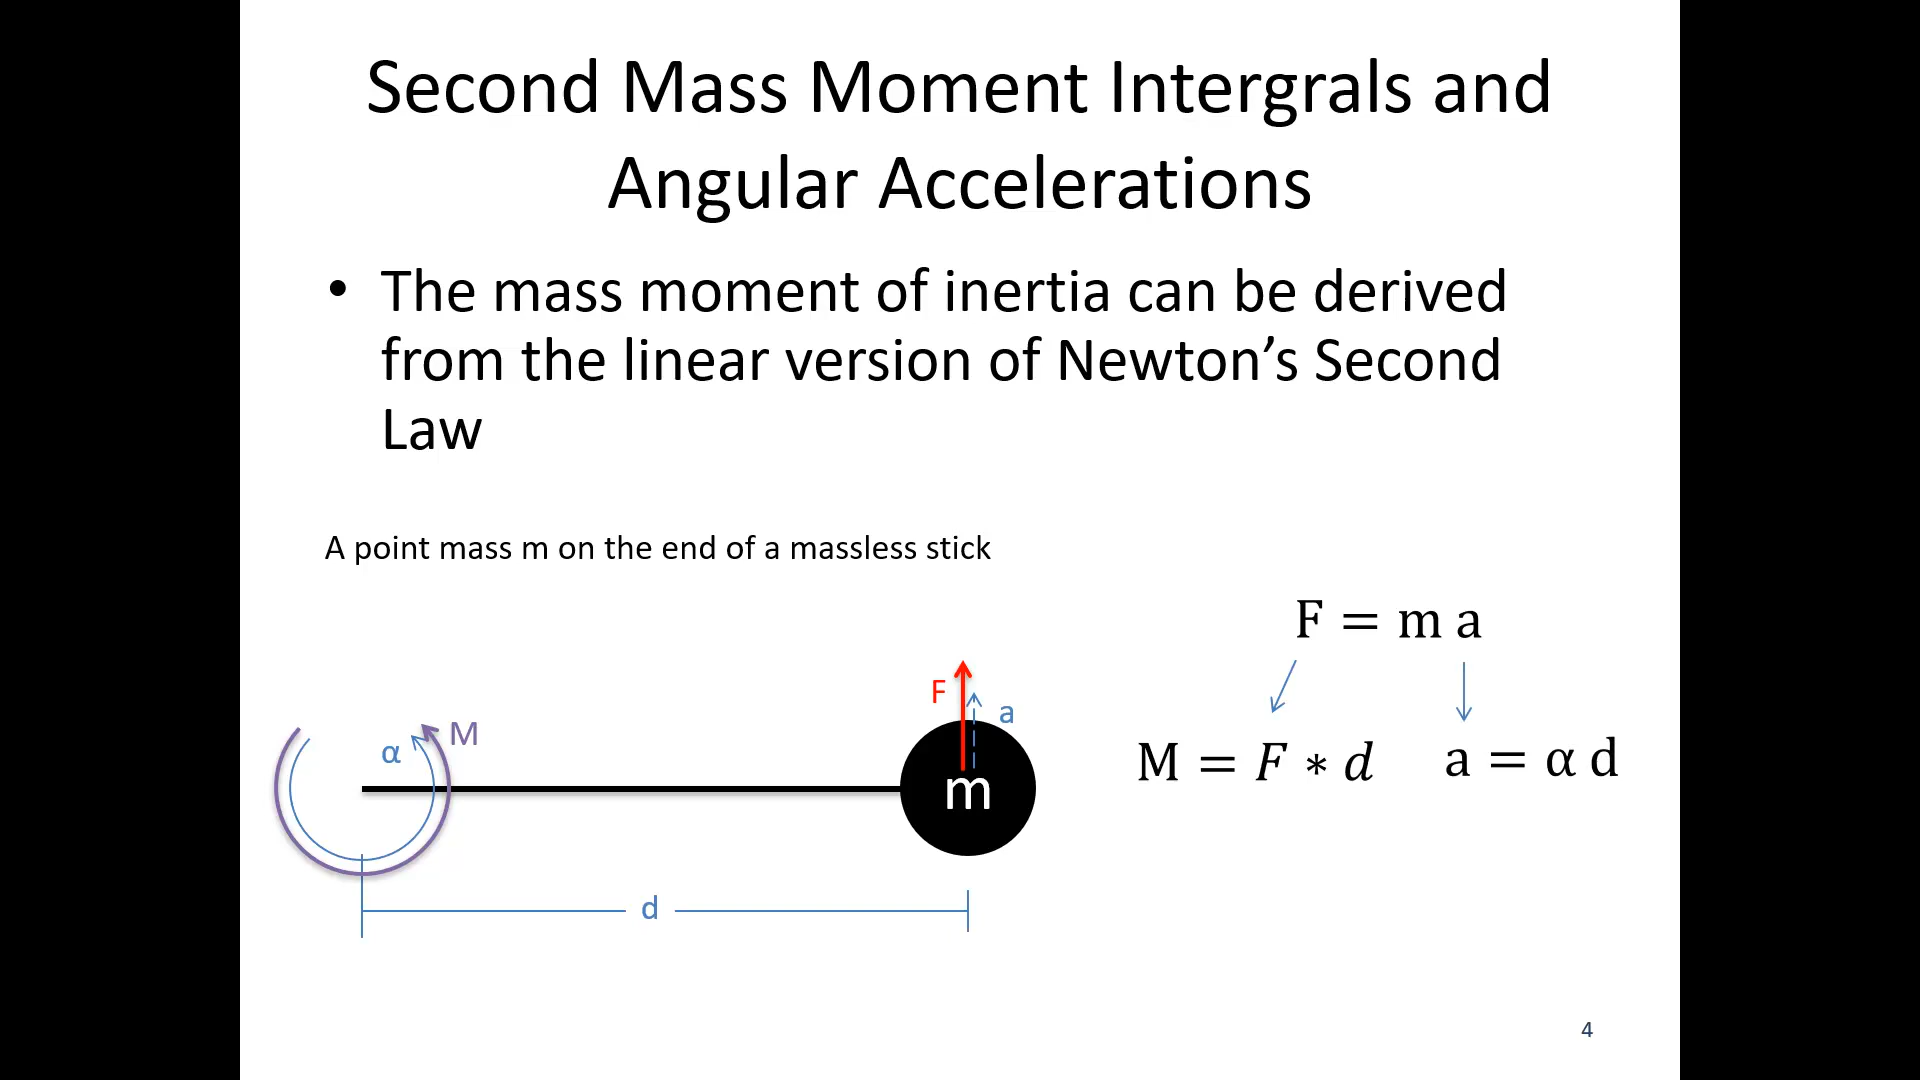 Second Mass Moment Intergrals and
Angular Accelerations
• The mass moment of inertia can be derived
from the linear version of Newton’s Second
Law
A point mass m on the end of a massless stick
F = m a
F
a
M
α
m
M = F ∗ d
a = α d
d
4